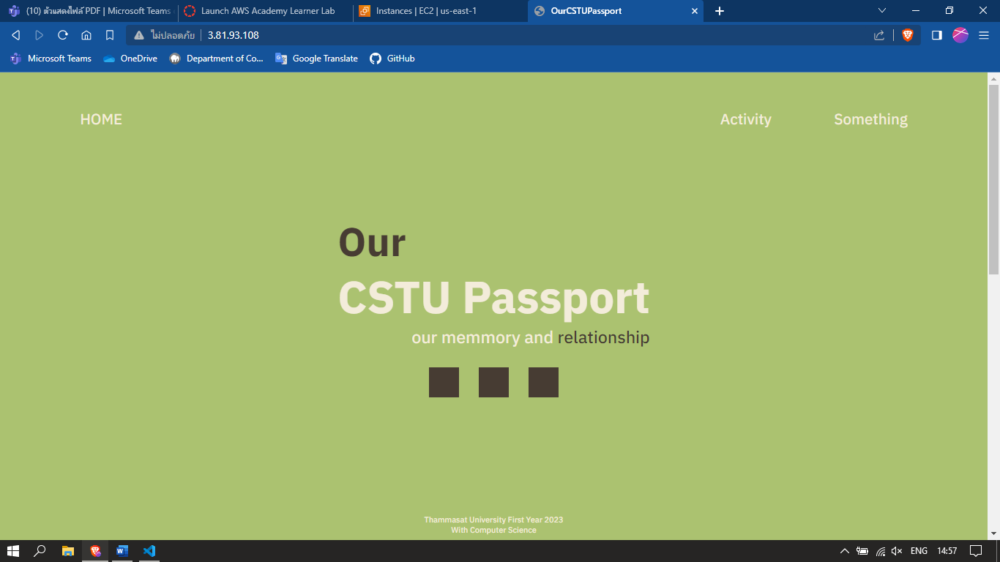 (10) ตัวแสดงไฟล์ PDF | Microsoft Teams
Launch AWS Academy Learner Lab
Instances | EC2 | us-east-1
OurCSTUPassport
ไม่ปลอดภัย
3.81.93.108
Microsoft Teams
OneDrive
Department of Co...
Google Translate
GitHub
HOME
Activity
Something
Our
CSTU Passport
our memmory and relationship
Thammasat University First Year 2023
With Computer Science
ENG
14:57